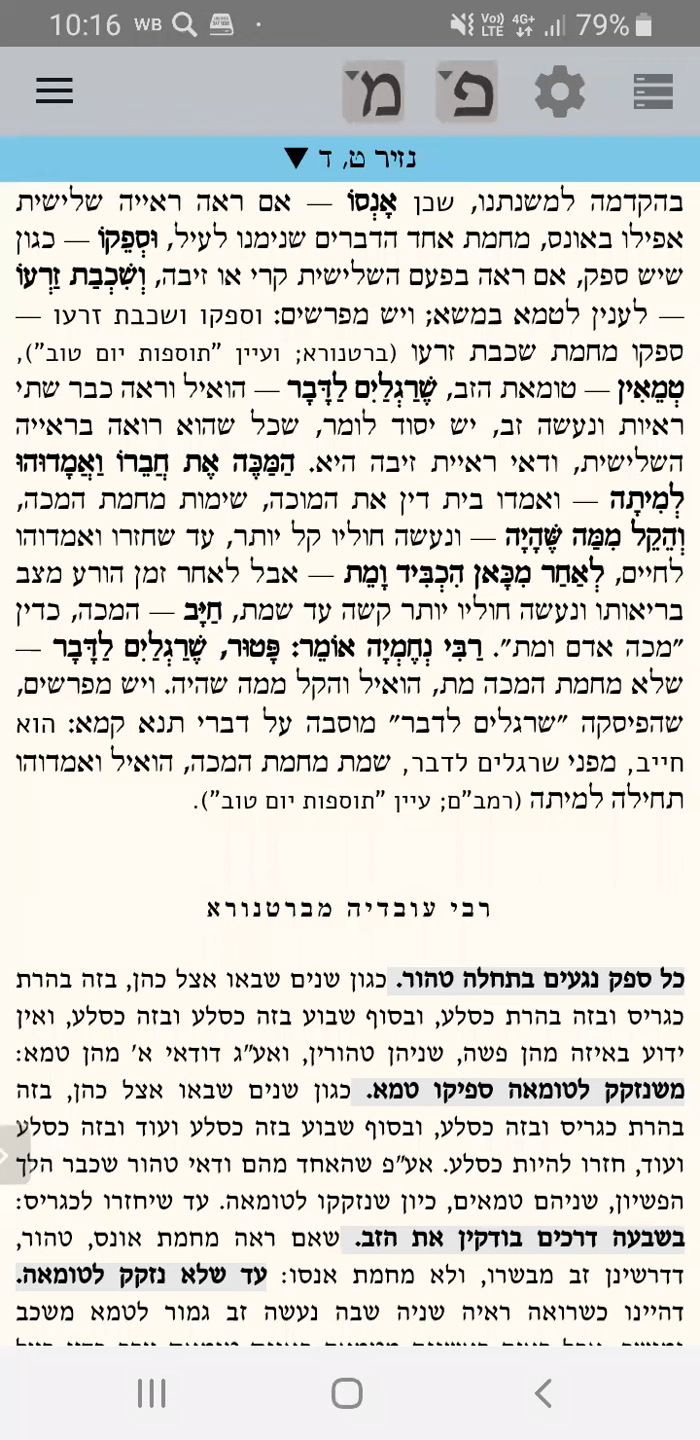 10:16 WB Vo)) LTE 4G+ 79%
מ פ
נזיר ט, ד ▼
בהקדמה למשנתנו, שכן אָנְסוֹ — אם ראה ראייה שלישית
אפילו באונס, מחמת אחד הדברים שנימנו לעיל, וּסְפֵקוֹ — כגון
שיש ספק, אם ראה בפעם השלישית קרי או זיבה, וְשִׁכְבַת זַרְעוֹ
— לענין לטמא במשא; ויש מפרשים: וספקו ושכבת זרעו —
ספקו מחמת שכבת זרעו (ברטנורא; ועיין ״תוספות יום טוב״),
טְמֵאִין — טומאת הזב, שֶׁרַגְלַיִם לַדָּבָר — הואיל וראה כבר שתי
ראיות ונעשה זב, יש יסוד לומר, שכל שהוא רואה בראייה
השלישית, ודאי ראיית זיבה היא. הַמַּכֶּה אֶת חֲבֵרוֹ וַאֲמָדוּהוּ
לְמִיתָה — ואמדו בית דין את המוכה, שימות מחמת המכה,
וְהֵקֵל מִמַּה שֶּׁהָיָה — ונעשה חוליו קל יותר, עד שחזרו ואמדוהו
לחיים, לְאַחַר מִכָּאן הִכְבִּיד וָמֵת — אבל לאחר זמן הורע מצב
בריאותו ונעשה חוליו יותר קשה עד שמת, חַיָּב — המכה, כדין
״מכה אדם ומת״. רַבִּי נְחֶמְיָה אוֹמֵר: פָּטוּר, שֶׁרַגְלַיִם לַדָּבָר —
שלא מחמת המכה מת, הואיל והקל ממה שהיה. ויש מפרשים,
שהפיסקה ״שרגלים לדבר״ מוסבה על דברי תנא קמא: הוא
חייב, מפני שרגלים לדבר, שמת מחמת המכה, הואיל ואמדוהו
תחילה למיתה (רמב״ם; עיין ״תוספות יום טוב״).
רבי עובדיה מברטנורא
כל ספק נגעים בתחלה טהור. כגון שנים שבאו אצל כהן, בזה בהרת
כגריס ובזה בהרת כסלע, ובסוף שבוע בזה כסלע ובזה כסלע, ואין
ידוע באיזה מהן פשה, שניהן טהורין, ואע״ג דודאי א׳ מהן טמא:
משנזקק לטומאה ספיקו טמא. כגון שנים שבאו אצל כהן, בזה
בהרת כגריס ובזה כסלע, ובסוף שבוע בזה כסלע ועוד ובזה כסלע
ועוד, חזרו להיות כסלע. אע״פ שהאחד מהם ודאי טהור שכבר הלך
הפשיון, שניהם טמאים, כיון שנזקקו לטומאה. עד שיחזרו לכגריס:
בשבעה דרכים בודקין את הזב. שאם ראה מחמת אונס, טהור,
דדרשינן זב מבשרו, ולא מחמת אנסו: עד שלא נזקק לטומאה.
דהיינו כשרואה ראיה שניה שבה נעשה זב גמור לטמא משכב